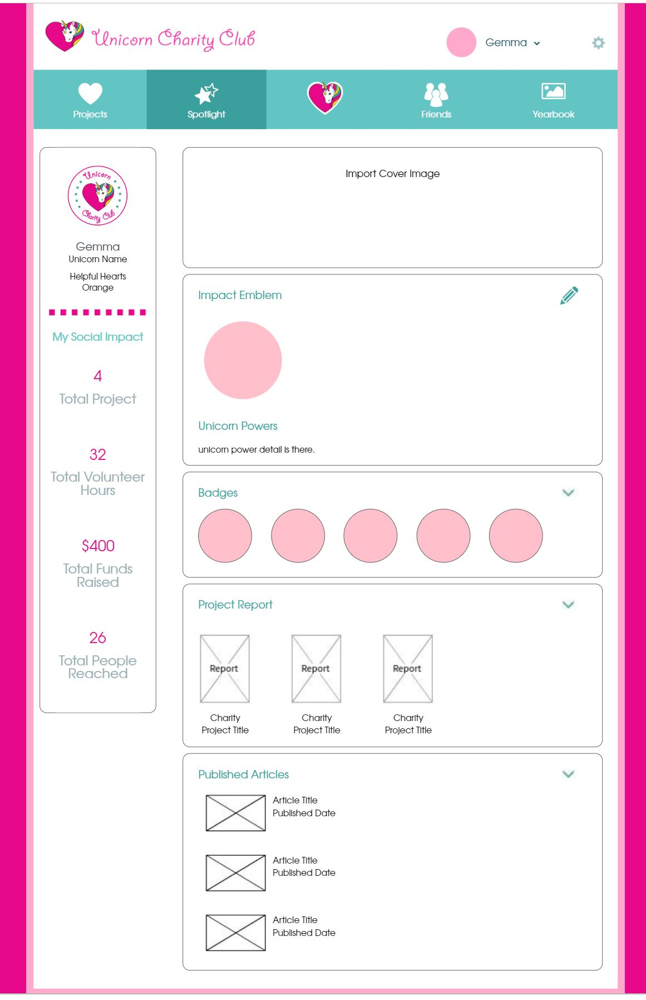 Unicorn Charity Club
Gemma
Projects
Spotlight
Friends
Yearbook
Unicorn
Charity Club
Gemma
Unicorn Name
Helpful Hearts
Orange
My Social Impact
4
Total Project
32
Total Volunteer
Hours
$400
Total Funds
Raised
26
Total People
Reached
Import Cover Image
Impact Emblem
Unicorn Powers
unicorn power detail is there.
Badges
Project Report
Report
Report
Report
Charity
Project Title
Charity
Project Title
Charity
Project Title
Published Articles
Article Title
Published Date
Article Title
Published Date
Article Title
Published Date